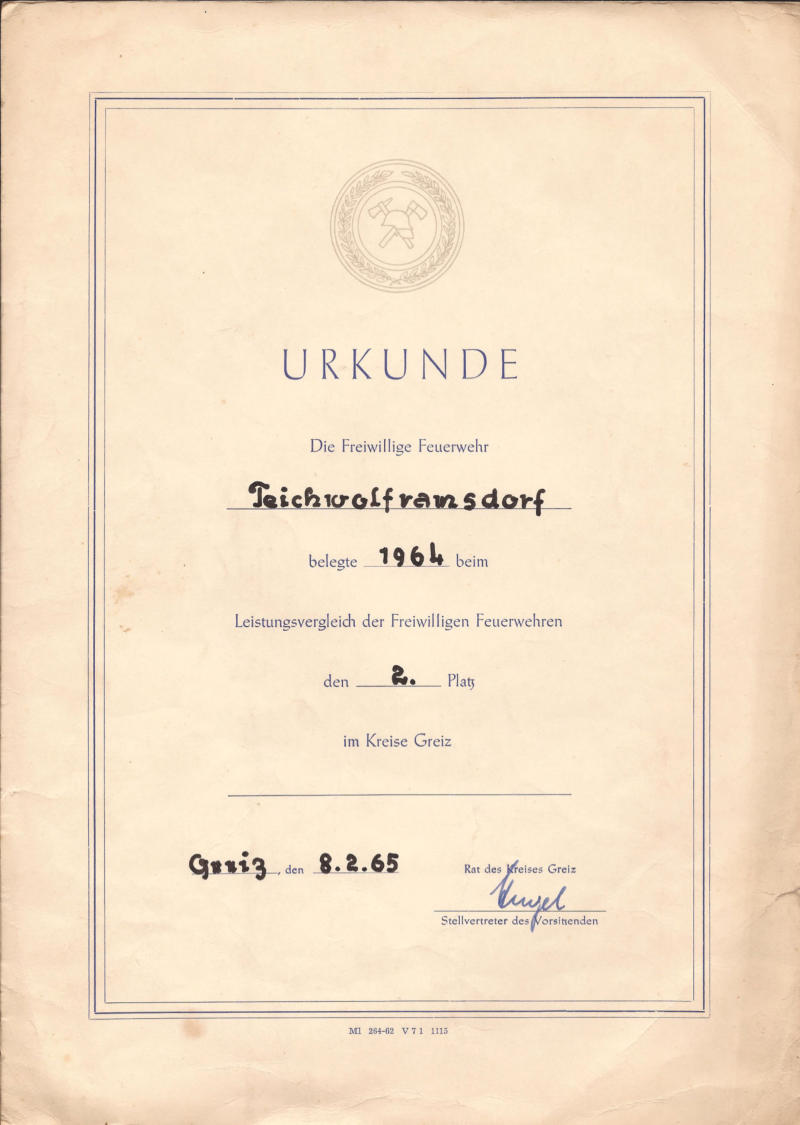 URKUNDE
Die Freiwillige Feuerwehr
Teichwolframsdorf
belegte 1964 beim
Leistungsvergleich der Freiwilligen Feuerwehren
den 2. Platz
im Kreise Greiz
Greiz, den 8.2.65
Rat des Kreises Greiz
Stellvertreter des Vorsitzenden
MI 264-62 V 7 1 1115